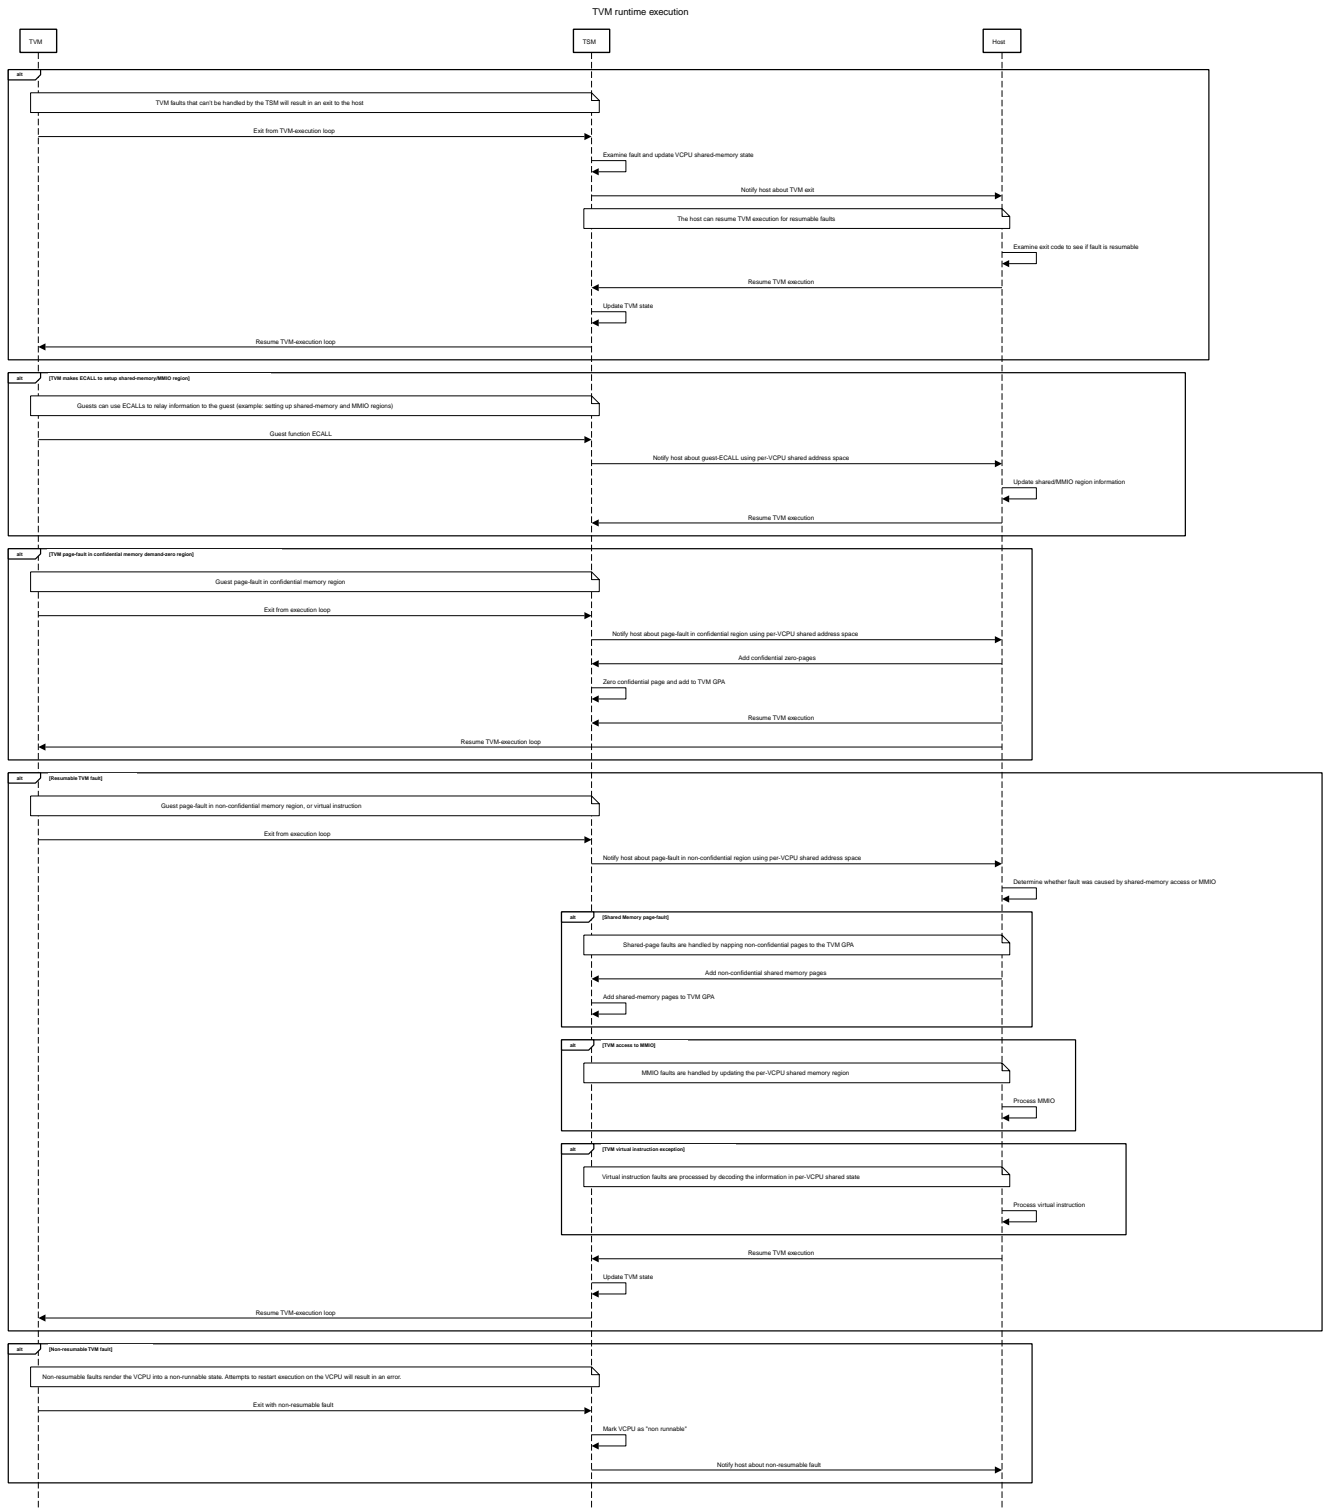 TVM runtime execution
TVM
TSM
Host
alt
TVM faults that can't be handled by the TSM will result in an exit to the host
Exit from TVM-execution loop
Examine fault and update VCPU shared-memory state
Notify host about TVM exit
The host can resume TVM execution for resumable faults
Examine exit code to see if fault is resumable
Resume TVM execution
Update TVM state
Resume TVM-execution loop
alt [TVM makes ECALL to setup shared-memory/MMIO region]
Guests can use ECALLs to relay information to the guest (example: setting up shared-memory and MMIO regions)
Guest function ECALL
Notify host about guest-ECALL using per-VCPU shared address space
Update shared/MMIO region information
Resume TVM execution
alt [TVM page-fault in confidential memory demand-zero region]
Guest page-fault in confidential memory region
Exit from execution loop
Notify host about page-fault in confidential region using per-VCPU shared address space
Add confidential zero-pages
Zero confidential page and add to TVM GPA
Resume TVM execution
Resume TVM-execution loop
alt [Resumable TVM fault]
Guest page-fault in non-confidential memory region, or virtual instruction
Exit from execution loop
Notify host about page-fault in non-confidential region using per-VCPU shared address space
Determine whether fault was caused by shared-memory access or MMIO
alt [Shared Memory page-fault]
Shared-page faults are handled by napping non-confidential pages to the TVM GPA
Add non-confidential shared memory pages
Add shared-memory pages to TVM GPA
alt [TVM access to MMIO]
MMIO faults are handled by updating the per-VCPU shared memory region
Process MMIO
alt [TVM virtual instruction exception]
Virtual instruction faults are processed by decoding the information in per-VCPU shared state
Process virtual instruction
Resume TVM execution
Update TVM state
Resume TVM-execution loop
alt [Non-resumable TVM fault]
Non-resumable faults render the VCPU into a non-runnable state. Attempts to restart execution on the VCPU will result in an error.
Exit with non-resumable fault
Mark VCPU as "non runnable"
Notify host about non-resumable fault